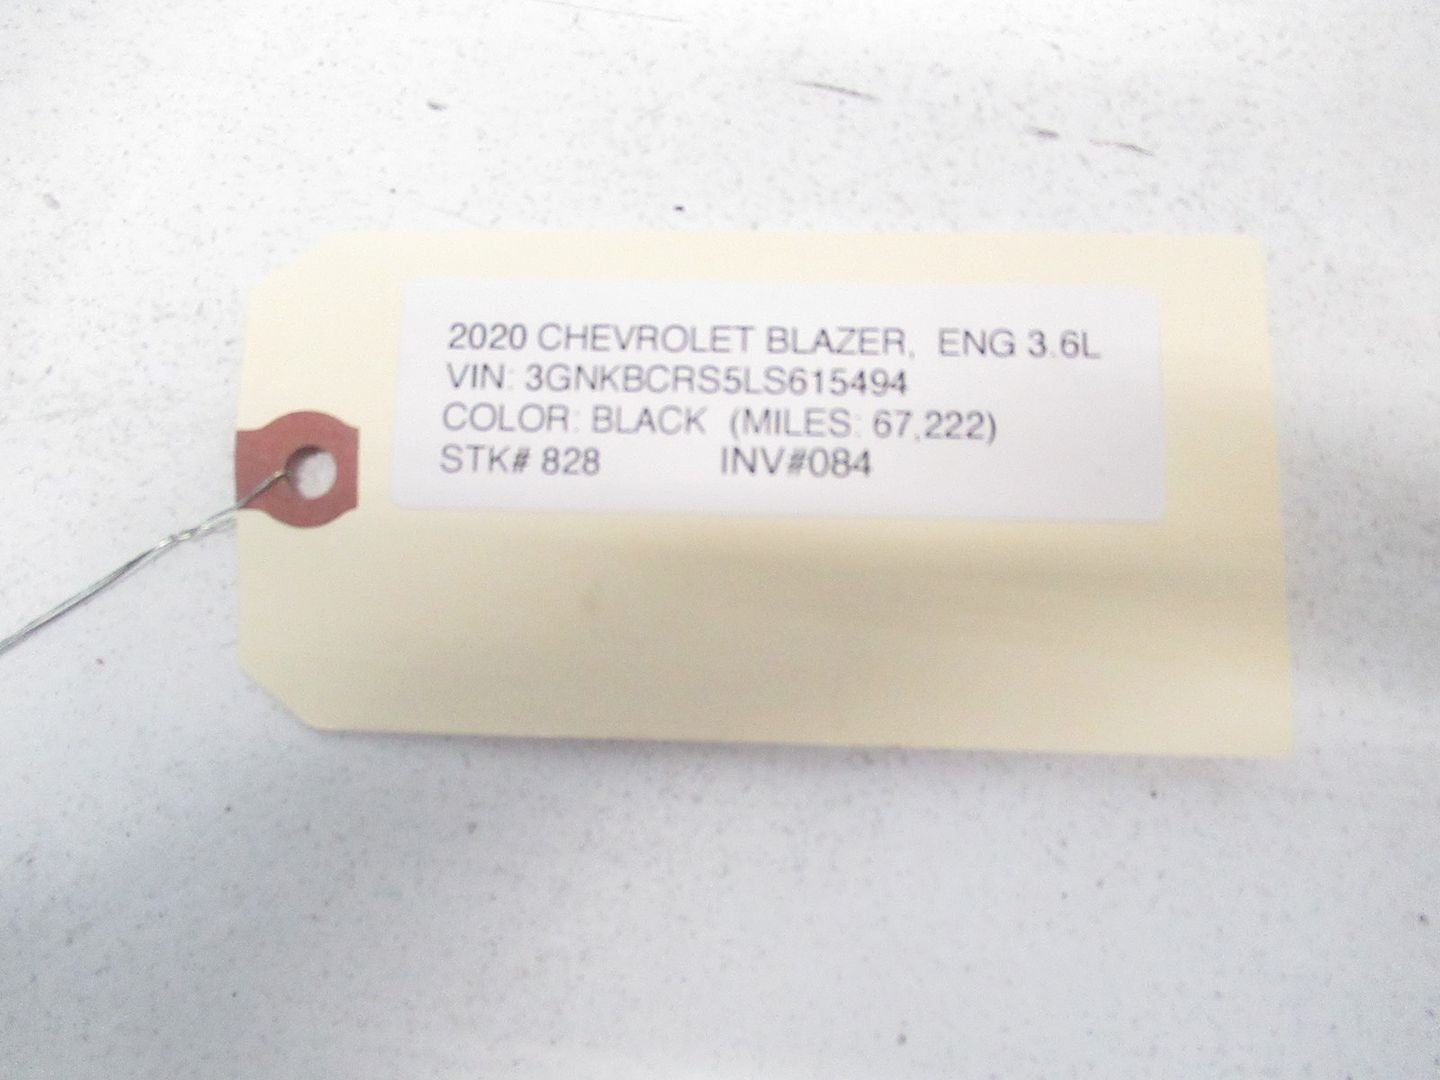 2020 CHEVROLET BLAZER, ENG 3.6L
VIN: 3GNKBCRS5LS615494
COLOR: BLACK (MILES: 67,222)
STK# 828 INV#084